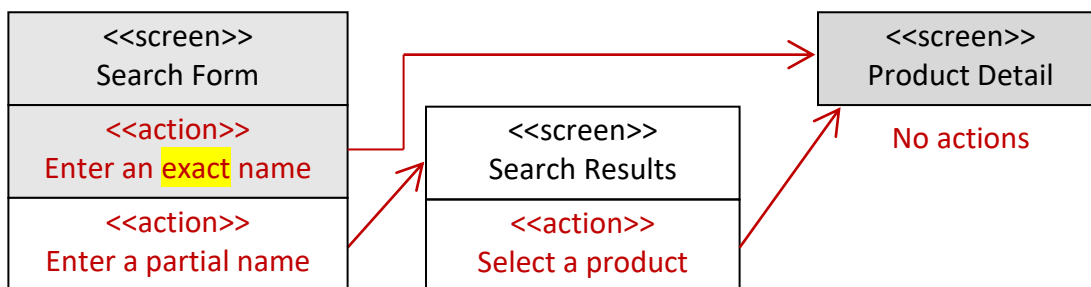 <<screen>>
Search Form
<<action>>
Enter an exact name
<<action>>
Enter a partial name
<<screen>>
Search Results
<<action>>
Select a product
<<screen>>
Product Detail
No actions